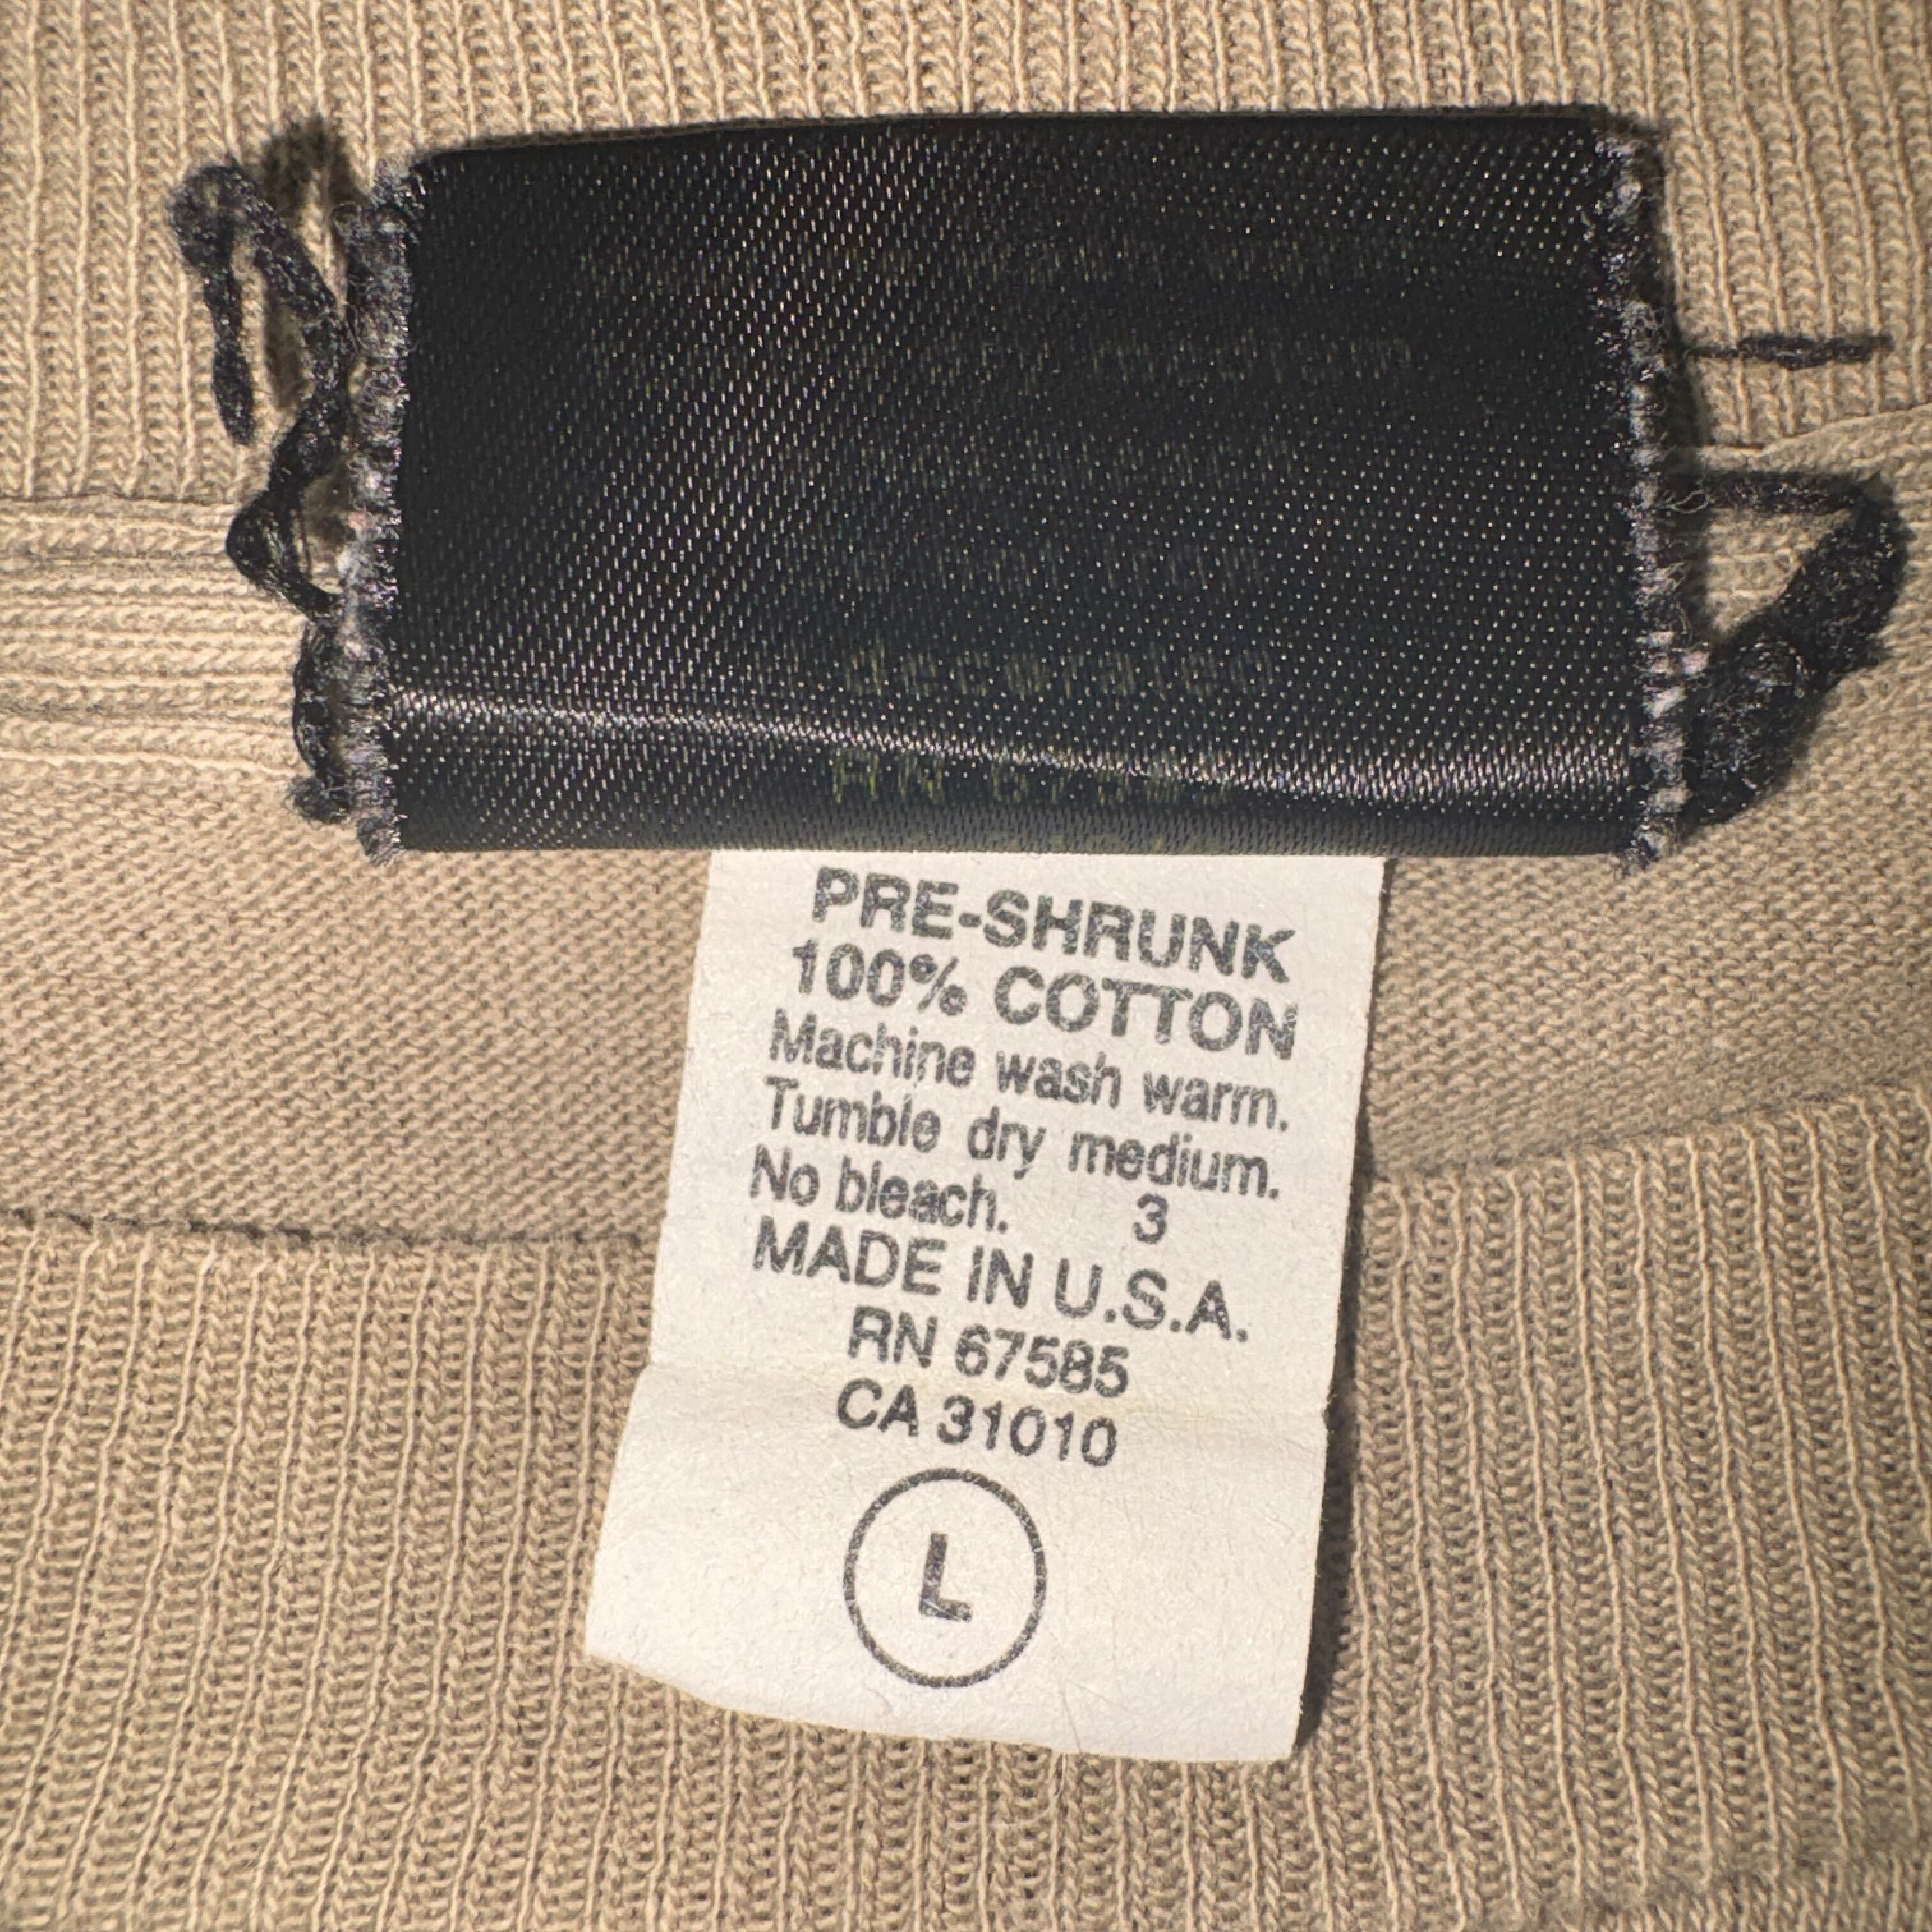 decorated
PRE-SHRUNK
100% COTTON
Machine wash warm.
Tumble dry medium.
No bleach. 3
MADE IN U.S.A.
RN 67585
CA 31010
L